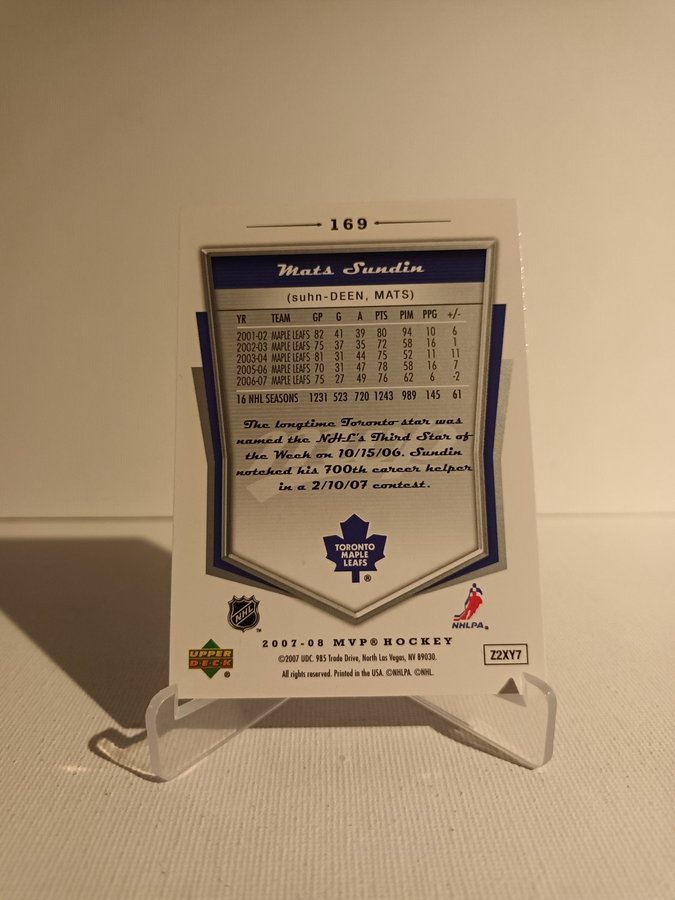 169
Mats Sundin
(suhn-DEEN, MATS)
YR TEAM GP G A PTS PIM PPG +/-
2001-02 MAPLE LEAFS 82 41 39 80 94 10 6
2002-03 MAPLE LEAFS 75 37 35 72 58 16 1
2003-04 MAPLE LEAFS 81 31 44 75 52 11 11
2005-06 MAPLE LEAFS 70 31 47 78 58 16 7
2006-07 MAPLE LEAFS 75 27 49 76 62 6 -2
16 NHL SEASONS 1231 523 720 1243 989 145 61
The longtime Toronto star was
named the NHL's Third Star of
the Week on 10/15/06. Sundin
notched his 700th career helper
in a 2/10/07 contest.
TORONTO
MAPLE
LEAFS
®
NHL
™
NHLPA.
2007-08 MVP® HOCKEY
UPPER
DECK
®
©2007 UDC. 985 Trade Drive, North Las Vegas, NV 89030.
All rights reserved. Printed in the USA. ©NHLPA. ©NHL.
Z2XY7